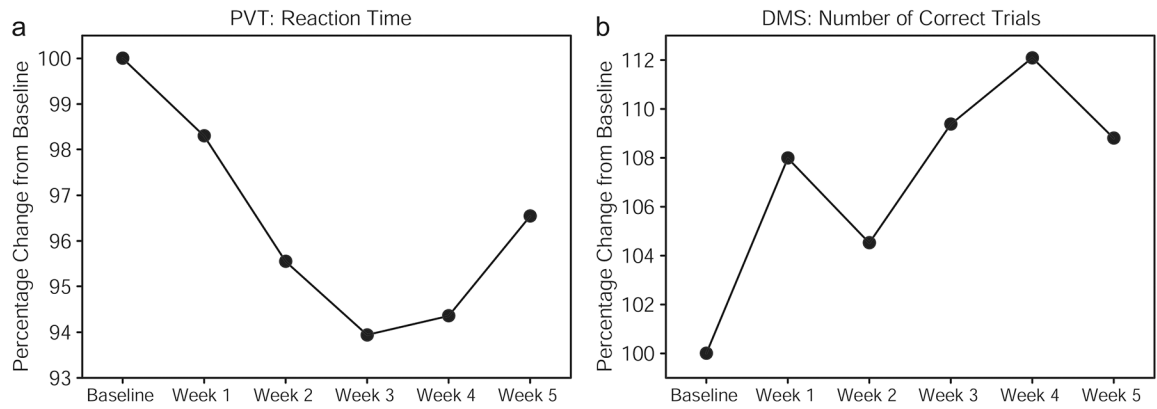 a
PVT: Reaction Time
Percentage Change from Baseline
100
99
98
97
96
95
94
93
Baseline Week 1 Week 2 Week 3 Week 4 Week 5
b
DMS: Number of Correct Trials
Percentage Change from Baseline
112
110
108
106
104
102
100
Baseline Week 1 Week 2 Week 3 Week 4 Week 5